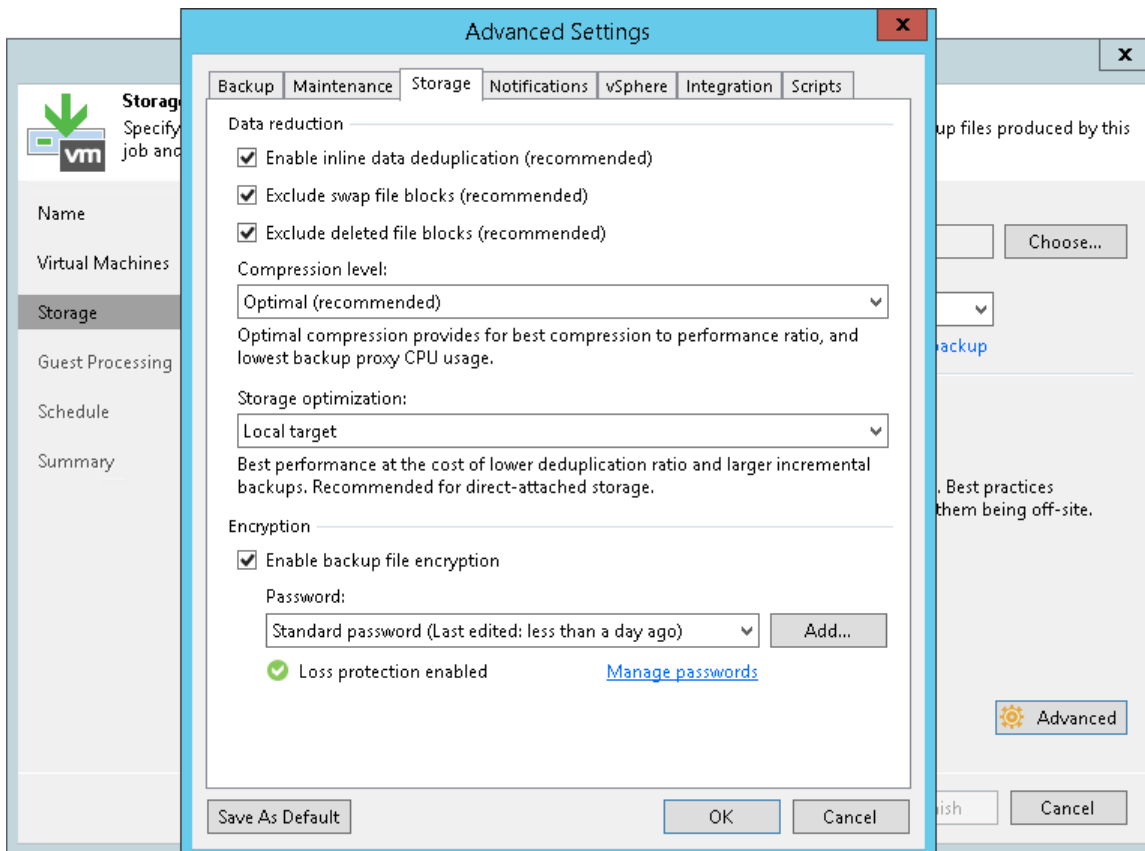 Advanced Settings
x
x
Backup
Maintenance
Storage
Notifications
vSphere
Integration
Scripts
Storage
Specify
job and
up files produced by this
vm
Name
Virtual Machines
Storage
Guest Processing
Schedule
Summary
Data reduction
Enable inline data deduplication (recommended)
Exclude swap file blocks (recommended)
Exclude deleted file blocks (recommended)
Compression level:
Optimal (recommended)
Optimal compression provides for best compression to performance ratio, and
lowest backup proxy CPU usage.
Storage optimization:
Local target
Best performance at the cost of lower deduplication ratio and larger incremental
backups. Recommended for direct-attached storage.
Encryption
Enable backup file encryption
Password:
Standard password (Last edited: less than a day ago)
Add...
Loss protection enabled
Manage passwords
Choose...
backup
. Best practices
them being off-site.
Advanced
Save As Default
OK
Cancel
ish
Cancel